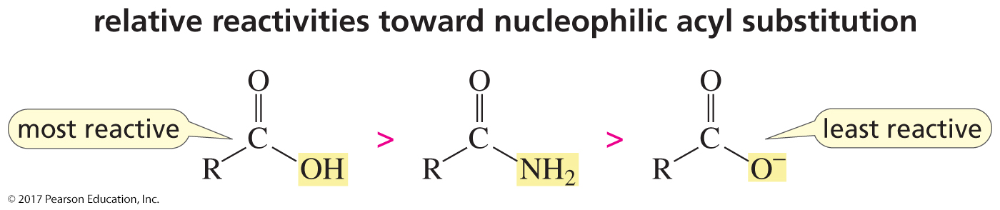 relative reactivities toward nucleophilic acyl substitution
O O O
most reactive C > C > C least reactive
R OH R NH₂ R O⁻
© 2017 Pearson Education, Inc.